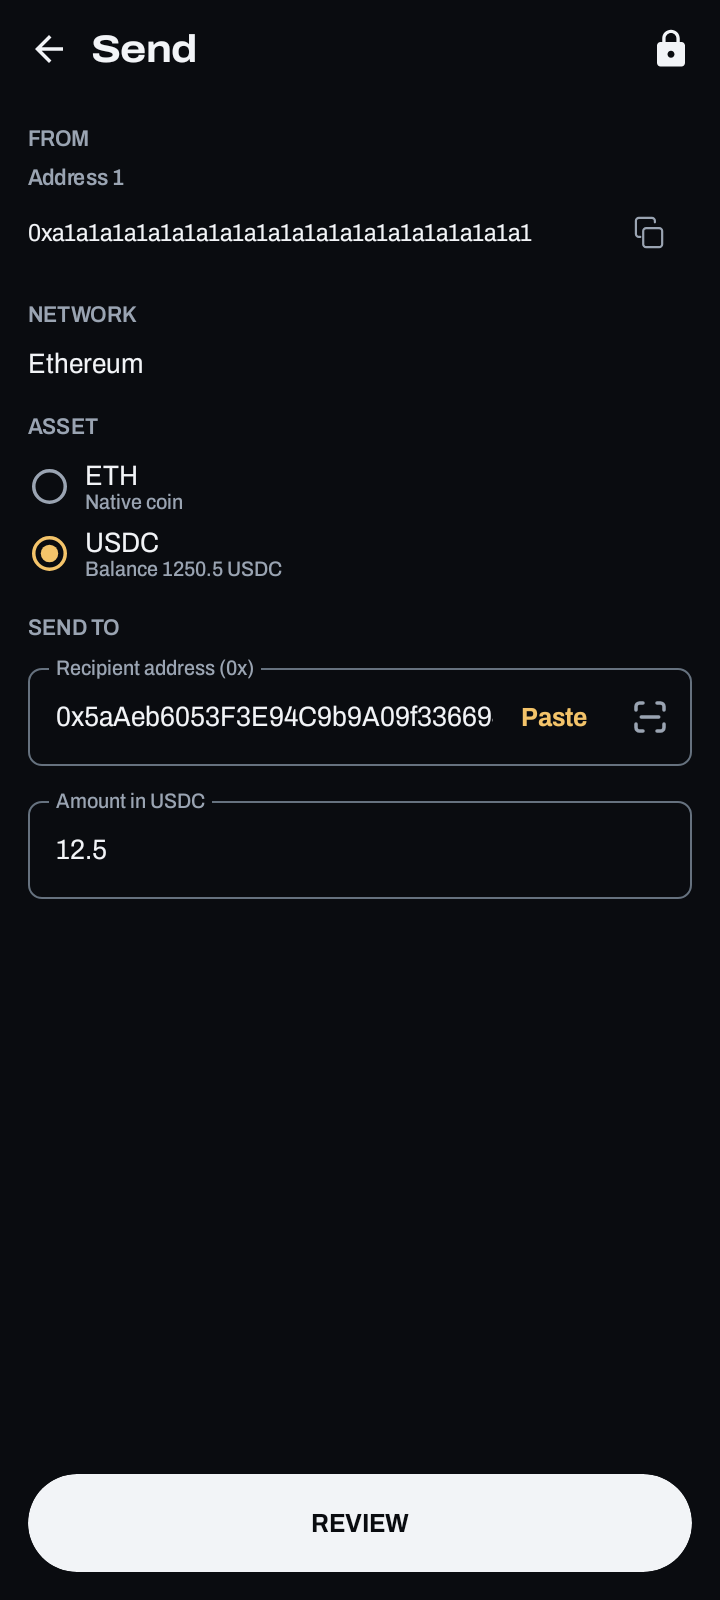 Send
FROM
Address 1
0xa1a1a1a1a1a1a1a1a1a1a1a1a1a1a1a1a1a1a1a1
NETWORK
Ethereum
ASSET
ETH
Native coin
USDC
Balance 1250.5 USDC
SEND TO
Recipient address (0x)
0x5aAeb6053F3E94C9b9A09f33669 Paste
Amount in USDC
12.5
REVIEW